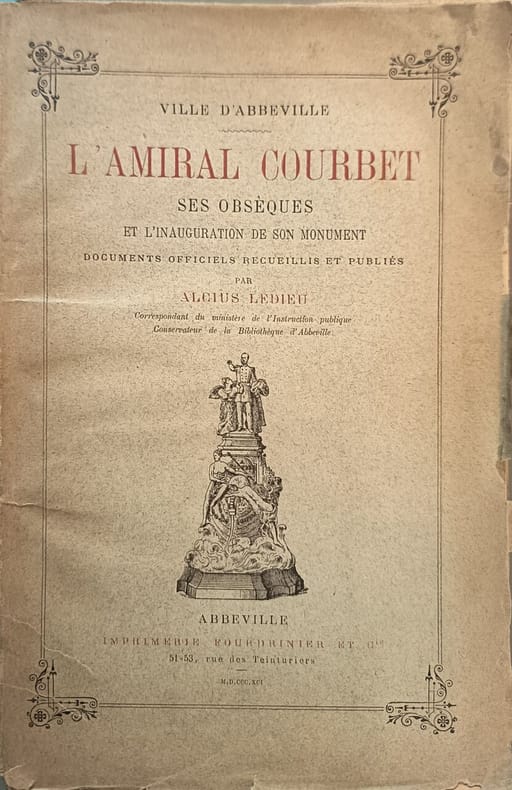 VILLE D'ABBEVILLE
L'AMIRAL COURBET
SES OBSÈQUES
ET L'INAUGURATION DE SON MONUMENT
DOCUMENTS OFFICIELS RECUEILLIS ET PUBLIÉS
PAR
ALCIUS LEDIEU
Correspondant du ministère de l'Instruction publique
Conservateur de la Bibliothèque d'Abbeville.
ABBEVILLE
IMPRIMERIE FOURDRINIER ET Cie
51-53, rue des Teinturiers
M.D.CCC.XCI